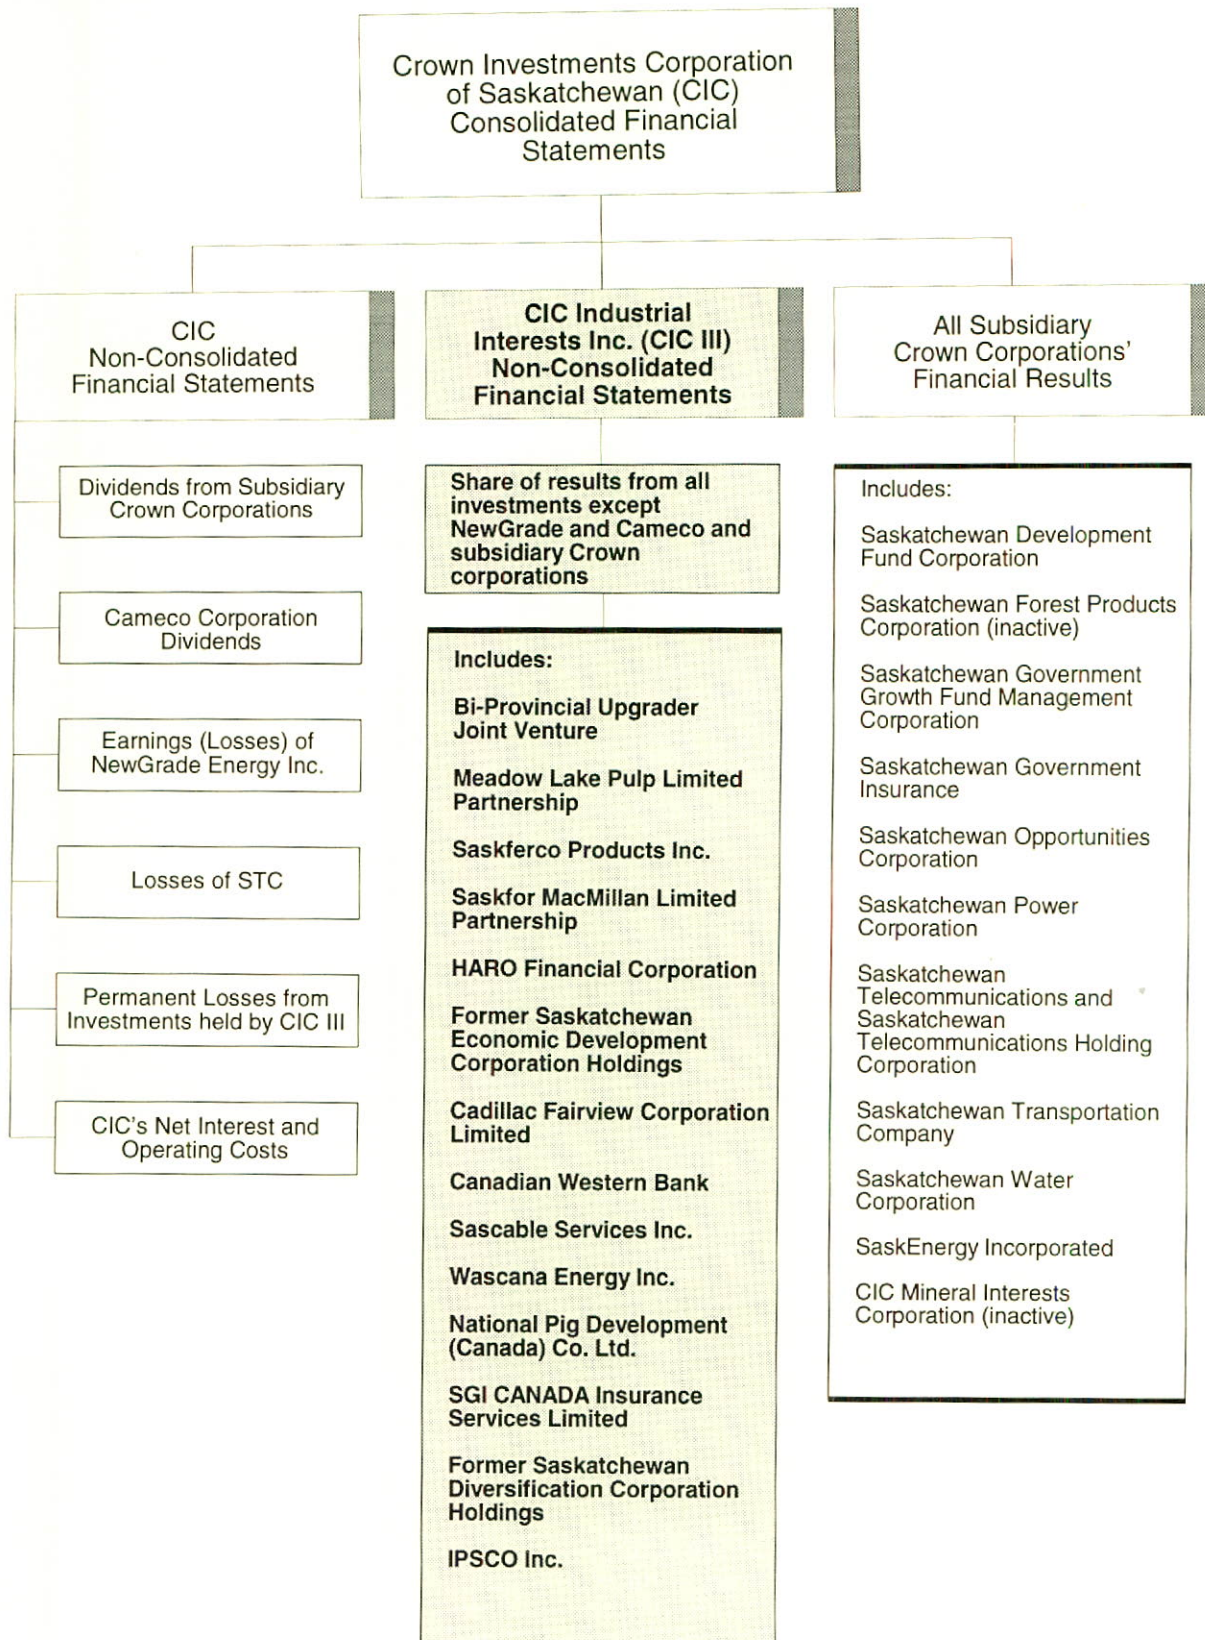 Crown Investments Corporation
of Saskatchewan (CIC)
Consolidated Financial
Statements
CIC
Non-Consolidated
Financial Statements
Dividends from Subsidiary
Crown Corporations
Cameco Corporation
Dividends
Earnings (Losses) of
NewGrade Energy Inc.
Losses of STC
Permanent Losses from
Investments held by CIC III
CIC's Net Interest and
Operating Costs
CIC Industrial
Interests Inc. (CIC III)
Non-Consolidated
Financial Statements
Share of results from all
investments except
NewGrade and Cameco and
subsidiary Crown
corporations
Includes:
Bi-Provincial Upgrader
Joint Venture
Meadow Lake Pulp Limited
Partnership
Saskferco Products Inc.
Saskfor MacMillan Limited
Partnership
HARO Financial Corporation
Former Saskatchewan
Economic Development
Corporation Holdings
Cadillac Fairview Corporation
Limited
Canadian Western Bank
Sascable Services Inc.
Wascana Energy Inc.
National Pig Development
(Canada) Co. Ltd.
SGI CANADA Insurance
Services Limited
Former Saskatchewan
Diversification Corporation
Holdings
IPSCO Inc.
All Subsidiary
Crown Corporations'
Financial Results
Includes:
Saskatchewan Development
Fund Corporation
Saskatchewan Forest Products
Corporation (inactive)
Saskatchewan Government
Growth Fund Management
Corporation
Saskatchewan Government
Insurance
Saskatchewan Opportunities
Corporation
Saskatchewan Power
Corporation
Saskatchewan
Telecommunications and
Saskatchewan
Telecommunications Holding
Corporation
Saskatchewan Transportation
Company
Saskatchewan Water
Corporation
SaskEnergy Incorporated
CIC Mineral Interests
Corporation (inactive)